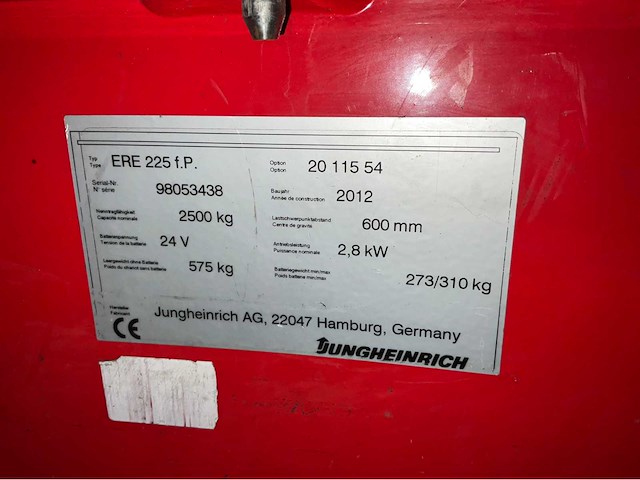 Typ
Type
ERE 225 f.P.
Option
Option
20 115 54
Serial-Nr.
N° série
98053438
Baujahr
Année de construction
2012
Nenntragfähigkeit
Capacité nominale
2500 kg
Lastschwerpunktabstand
Centre de gravité
600 mm
Batteriespannung
Tension de la batterie
24 V
Antriebsleistung
Puissance nominale
2,8 kW
Leergewicht ohne Batterie
Poids du chariot sans batterie
575 kg
Batteriegewicht min/max
Poids batterie min/max
273/310 kg
Hersteller
Fabricant
Jungheinrich AG, 22047 Hamburg, Germany
CE
JUNGHEINRICH